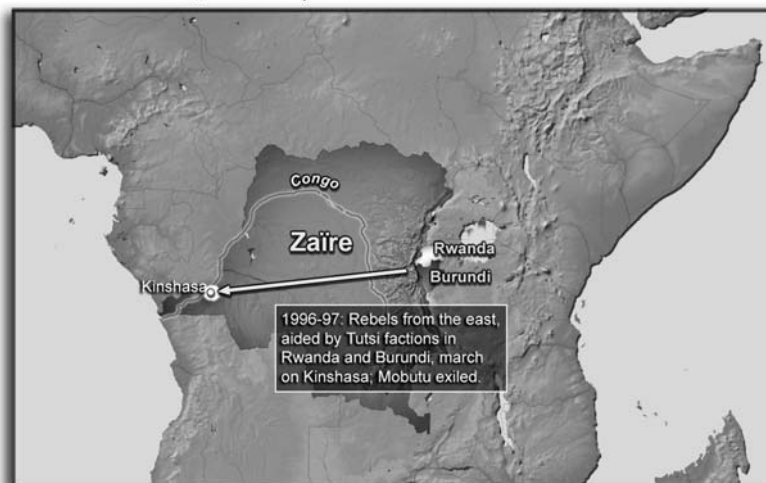 Congo
Zaïre
Rwanda
Burundi
Kinshasa
1996-97: Rebels from the east,
aided by Tutsi factions in
Rwanda and Burundi, march
on Kinshasa; Mobutu exiled.